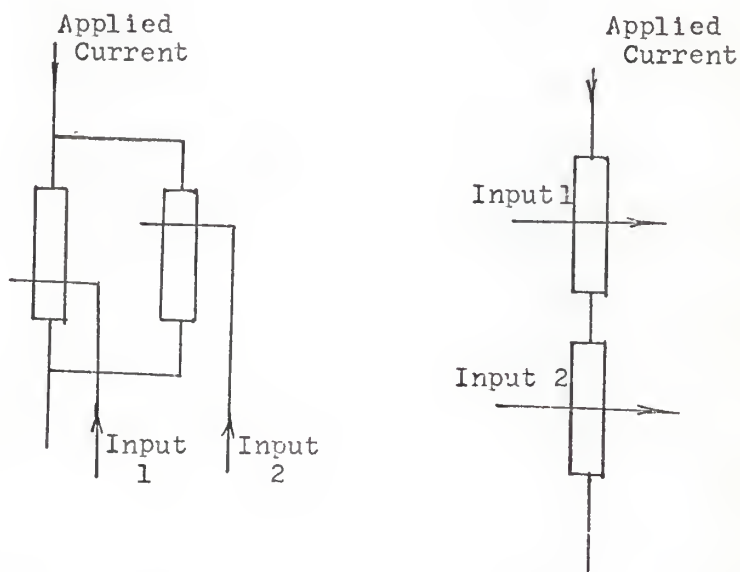 Applied
Current
Input
1
Input
2
Applied
Current
Input 1
Input 2